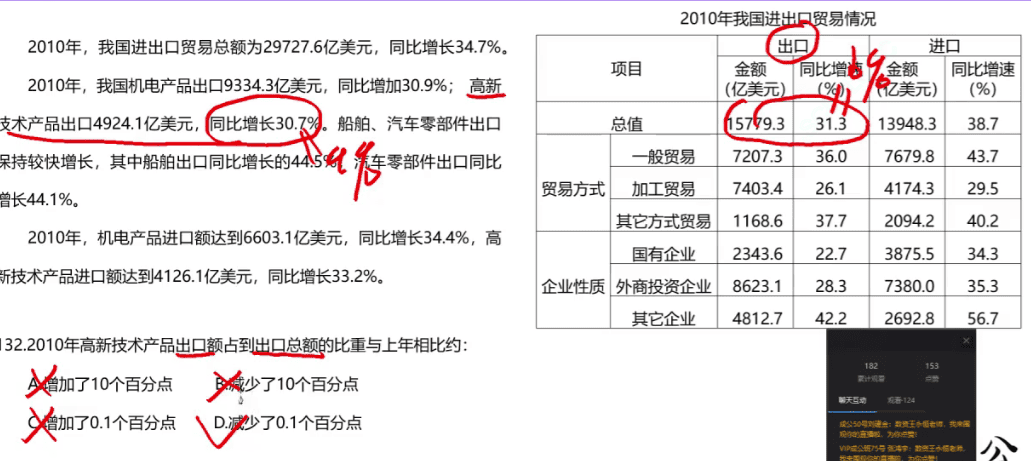 2010年，我国进出口贸易总额为29727.6亿美元，同比增长34.7%。
2010年，我国机电产品出口9334.3亿美元，同比增加30.9%；高新
技术产品出口4924.1亿美元，同比增长30.7%。船舶、汽车零部件出口
保持较快增长，其中船舶出口同比增长的44.5%，汽车零部件出口同比
增长44.1%。
2010年，机电产品进口额达到6603.1亿美元，同比增长34.4%，高
新技术产品进口额达到4126.1亿美元，同比增长33.2%。
132.2010年高新技术产品出口额占到出口总额的比重与上年相比约：
A.增加了10个百分点 B.减少了10个百分点
C.增加了0.1个百分点 D.减少了0.1个百分点
2010年我国进出口贸易情况
项目 出口 进口
金额 同比增速 金额 同比增速
(亿美元) (%) (亿美元) (%)
总值 15779.3 31.3 13948.3 38.7
贸易方式 一般贸易 7207.3 36.0 7679.8 43.7
加工贸易 7403.4 26.1 4174.3 29.5
其它方式贸易 1168.6 37.7 2094.2 40.2
企业性质 国有企业 2343.6 22.7 3875.5 34.3
外商投资企业 8623.1 28.3 7380.0 35.3
其它企业 4812.7 42.2 2692.8 56.7
a%
b%
182 153
累计观看 点赞
聊天互动 观看·124
公